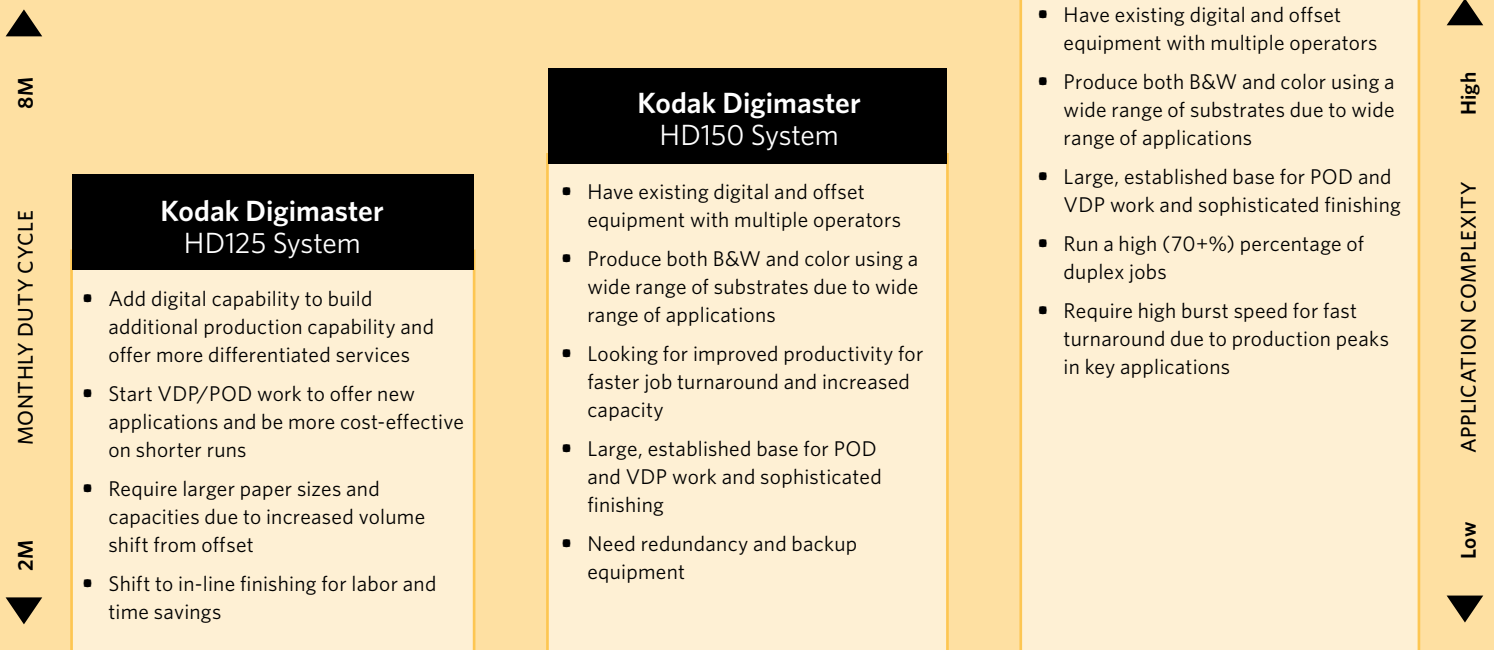 8M
MONTHLY DUTY CYCLE
2M
Kodak Digimaster
HD125 System
▪ Add digital capability to build
additional production capability and
offer more differentiated services
▪ Start VDP/POD work to offer new
applications and be more cost-effective
on shorter runs
▪ Require larger paper sizes and
capacities due to increased volume
shift from offset
▪ Shift to in-line finishing for labor and
time savings
Kodak Digimaster
HD150 System
▪ Have existing digital and offset
equipment with multiple operators
▪ Produce both B&W and color using a
wide range of substrates due to wide
range of applications
▪ Looking for improved productivity for
faster job turnaround and increased
capacity
▪ Large, established base for POD
and VDP work and sophisticated
finishing
▪ Need redundancy and backup
equipment
▪ Have existing digital and offset
equipment with multiple operators
▪ Produce both B&W and color using a
wide range of substrates due to wide
range of applications
▪ Large, established base for POD and
VDP work and sophisticated finishing
▪ Run a high (70+%) percentage of
duplex jobs
▪ Require high burst speed for fast
turnaround due to production peaks
in key applications
High
APPLICATION COMPLEXITY
Low